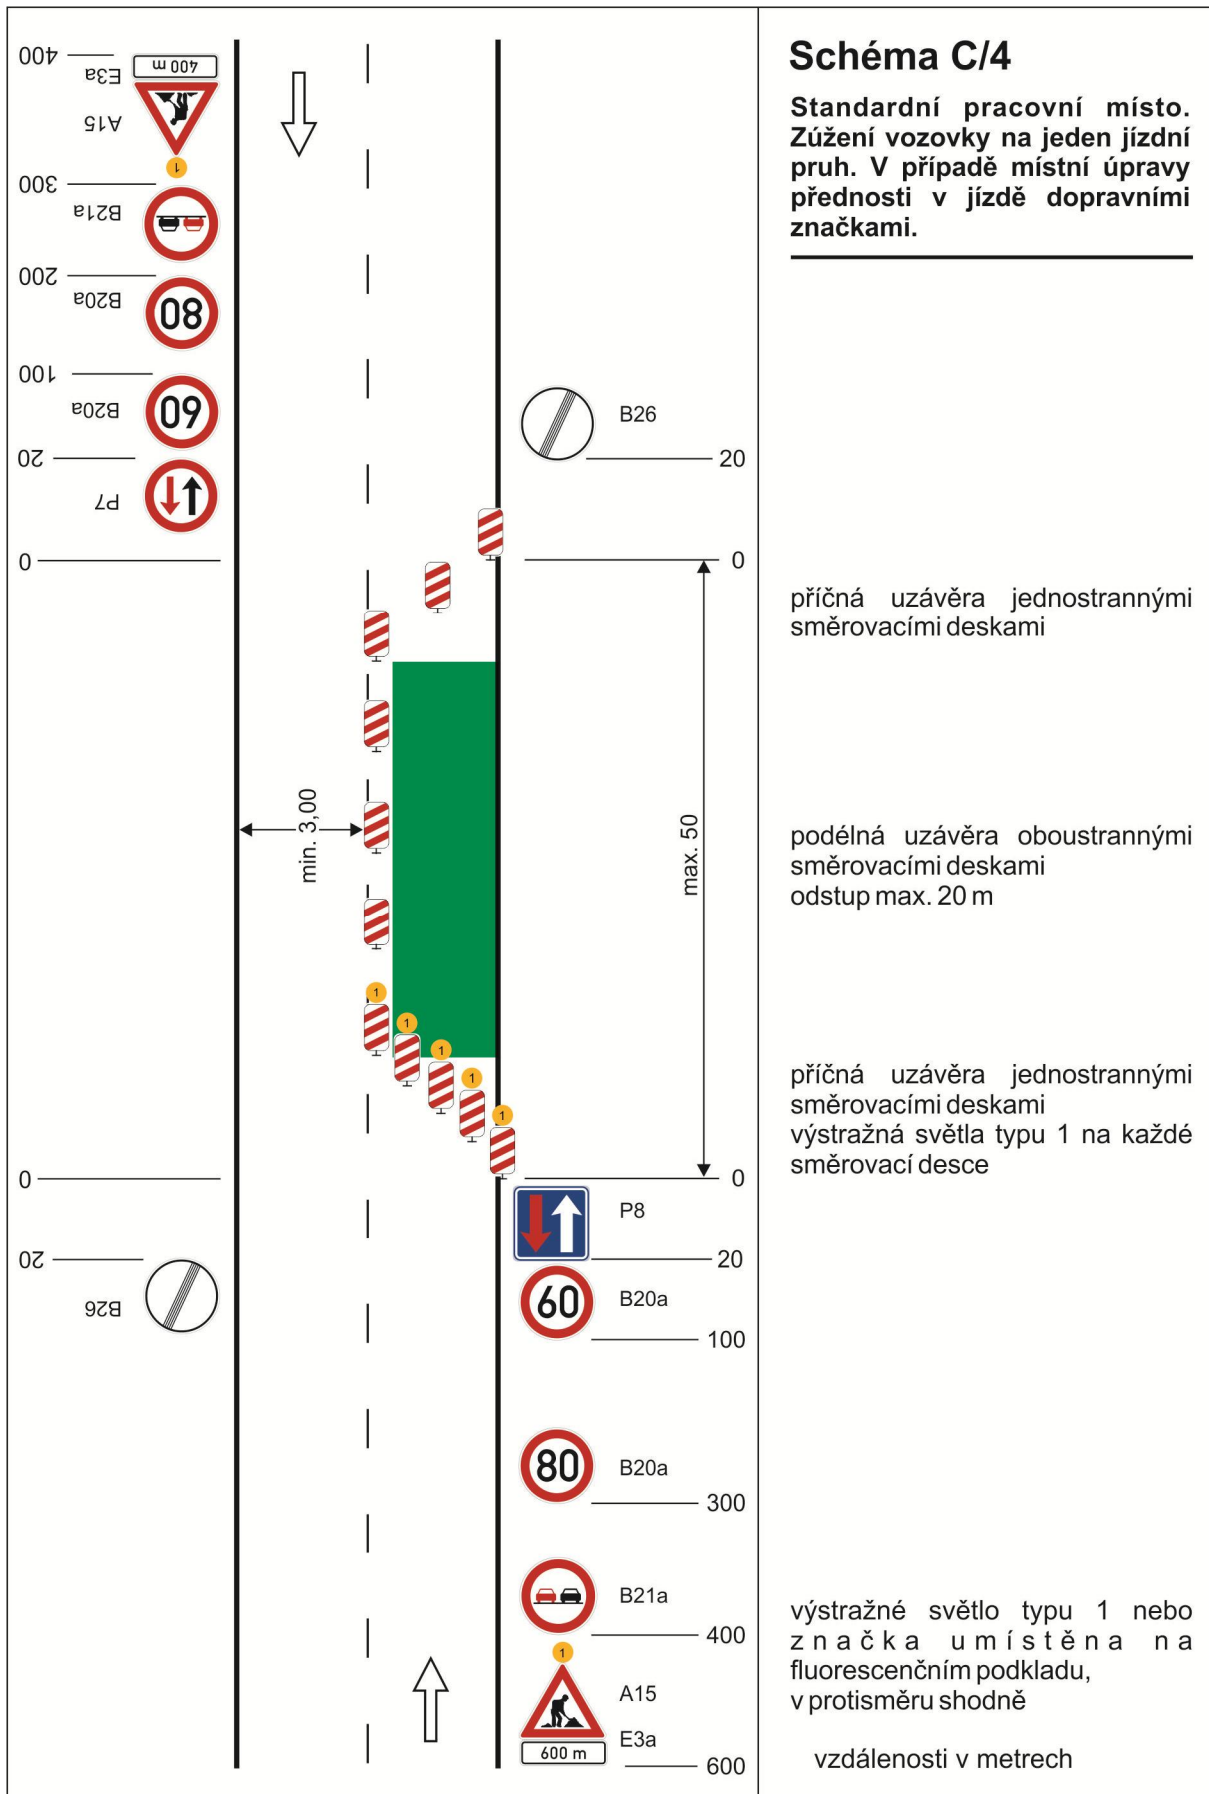 Schéma C/4
Standardní pracovní místo.
Zúžení vozovky na jeden jízdní
pruh. V případě místní úpravy
přednosti v jízdě dopravními
značkami.
400
E3a
400 m
A15
1
300
B21a
200
B20a
80
100
B20a
60
20
P7
0
B26
20
0
příčná uzávěra jednostrannými
směrovacími deskami
min. 3,00
max. 50
podélná uzávěra oboustrannými
směrovacími deskami
odstup max. 20 m
1
1
1
1
1
příčná uzávěra jednostrannými
směrovacími deskami
výstražná světla typu 1 na každé
směrovací desce
0
20
B26
0
P8
20
60
B20a
100
80
B20a
300
B21a
400
1
A15
E3a
600 m
600
výstražné světlo typu 1 nebo
značka umístěna na
fluorescenčním podkladu,
v protisměru shodně
vzdálenosti v metrech